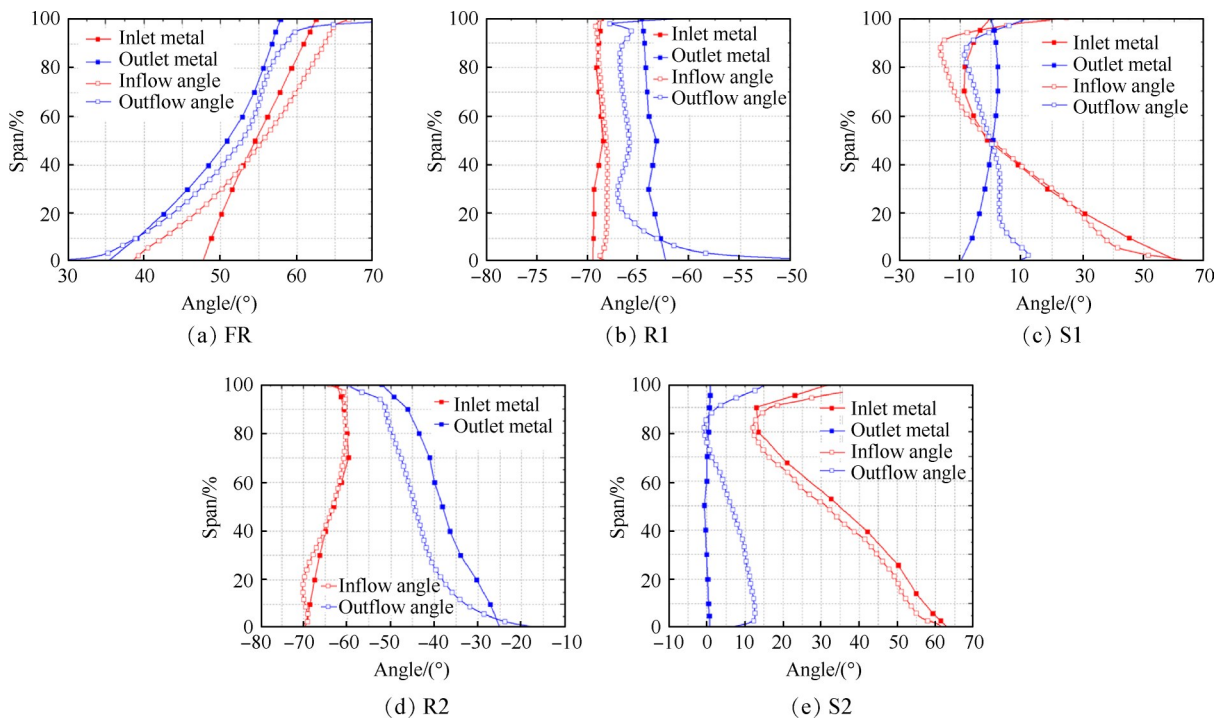 100
80
60
40
20
0
Span/%
Inlet metal
Outlet metal
Inflow angle
Outflow angle
30 40 50 60 70
Angle/(°)
(a) FR
100
80
60
40
20
0
Span/%
Inlet metal
Outlet metal
Inflow angle
Outflow angle
−80 −75 −70 −65 −60 −55 −50
Angle/(°)
(b) R1
100
80
60
40
20
0
Span/%
Inlet metal
Outlet metal
Inflow angle
Outflow angle
−30 −10 10 30 60
Angle/(°)
(c) S1
100
80
60
40
20
0
Span/%
Inlet metal
Outlet metal
Inflow angle
Outflow angle
−80 −70 −60 −50 −40 −30 −20 −10
Angle/(°)
(d) R2
100
80
60
40
20
0
Span/%
Inlet metal
Outlet metal
Inflow angle
Outflow angle
−10 0 10 20 30 40 50 60 70
Angle/(°)
(e) S2